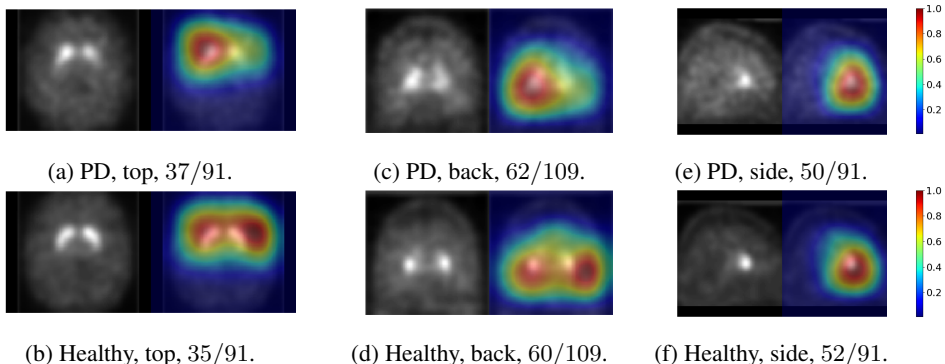 1.0
0.8
0.6
0.4
0.2
(a) PD, top, 37/91.
(c) PD, back, 62/109.
(e) PD, side, 50/91.
1.0
0.8
0.6
0.4
0.2
(b) Healthy, top, 35/91.
(d) Healthy, back, 60/109.
(f) Healthy, side, 52/91.